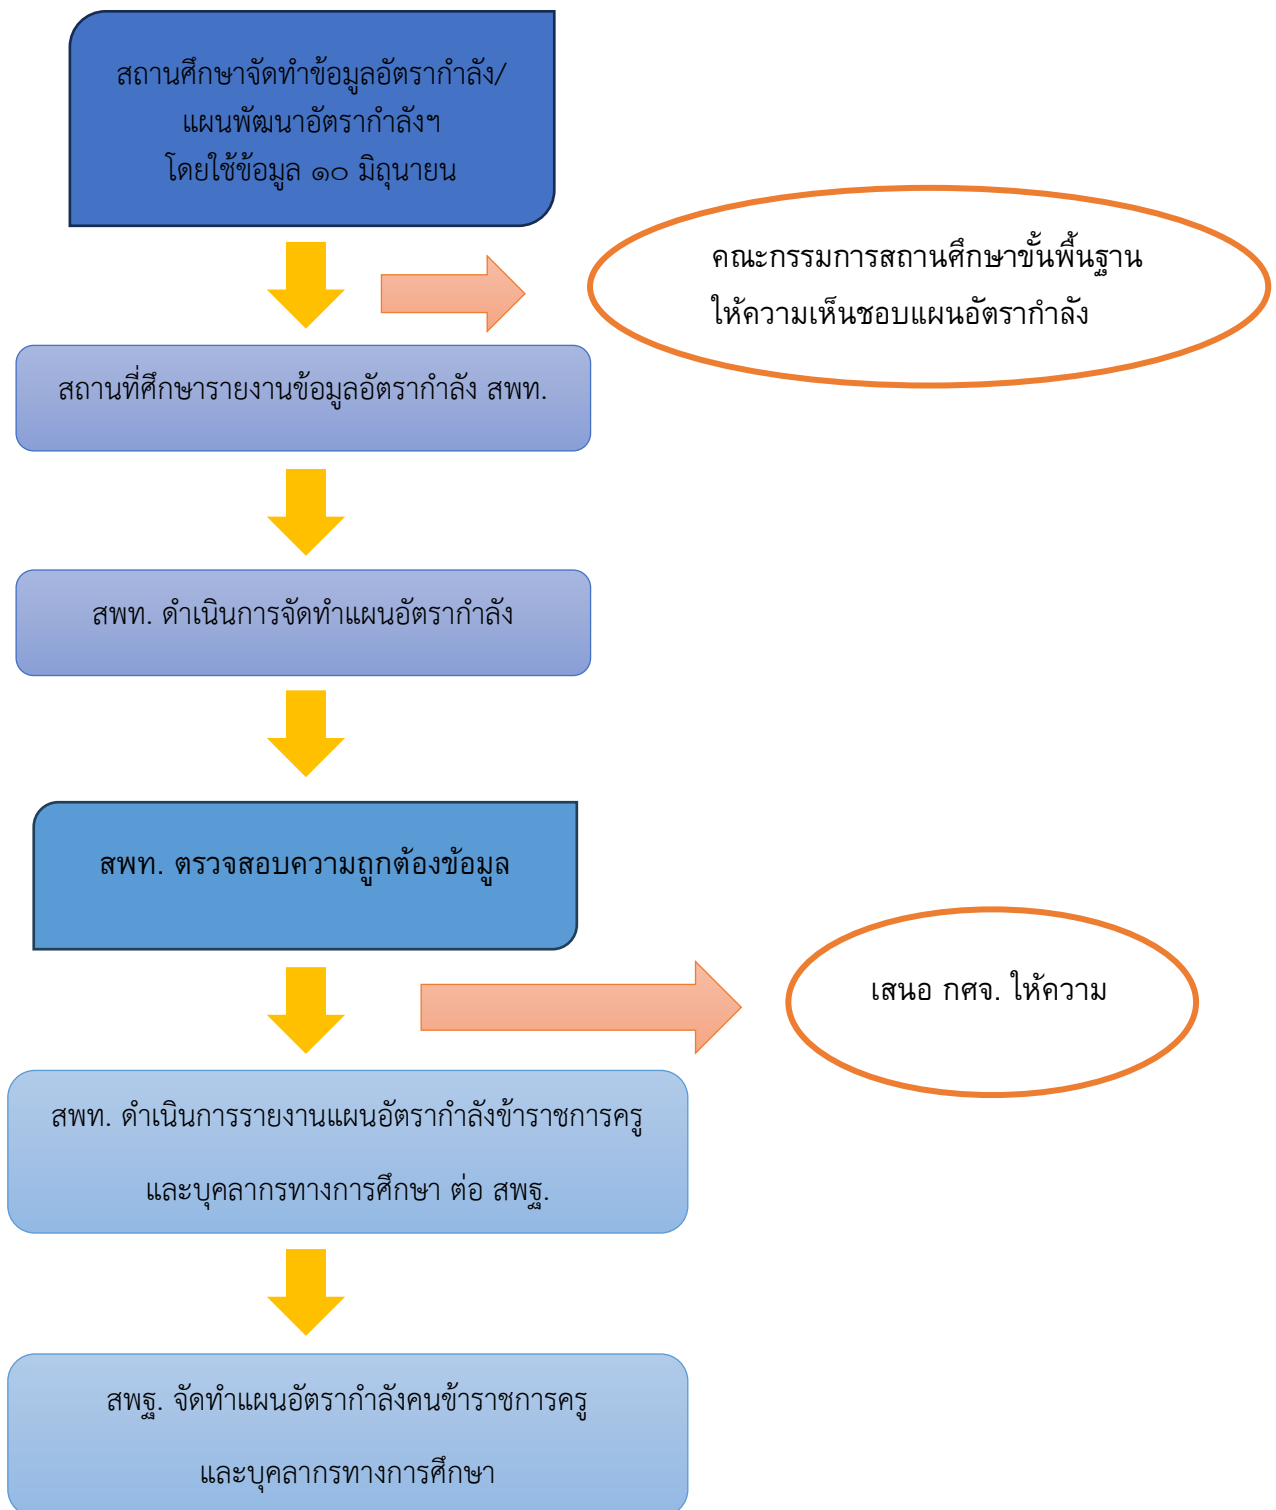 สถานศึกษาจัดทำข้อมูลอัตรากำลัง/
แผนพัฒนาอัตรากำลังฯ
โดยใช้ข้อมูล ๑๐ มิถุนายน
คณะกรรมการสถานศึกษาขั้นพื้นฐาน
ให้ความเห็นชอบแผนอัตรากำลัง
สถานที่ศึกษารายงานข้อมูลอัตรากำลัง สพท.
สพท. ดำเนินการจัดทำแผนอัตรากำลัง
สพท. ตรวจสอบความถูกต้องข้อมูล
เสนอ กศจ. ให้ความ
สพท. ดำเนินการรายงานแผนอัตรากำลังข้าราชการครู
และบุคลากรทางการศึกษา ต่อ สพฐ.
สพฐ. จัดทำแผนอัตรากำลังคนข้าราชการครู
และบุคลากรทางการศึกษา